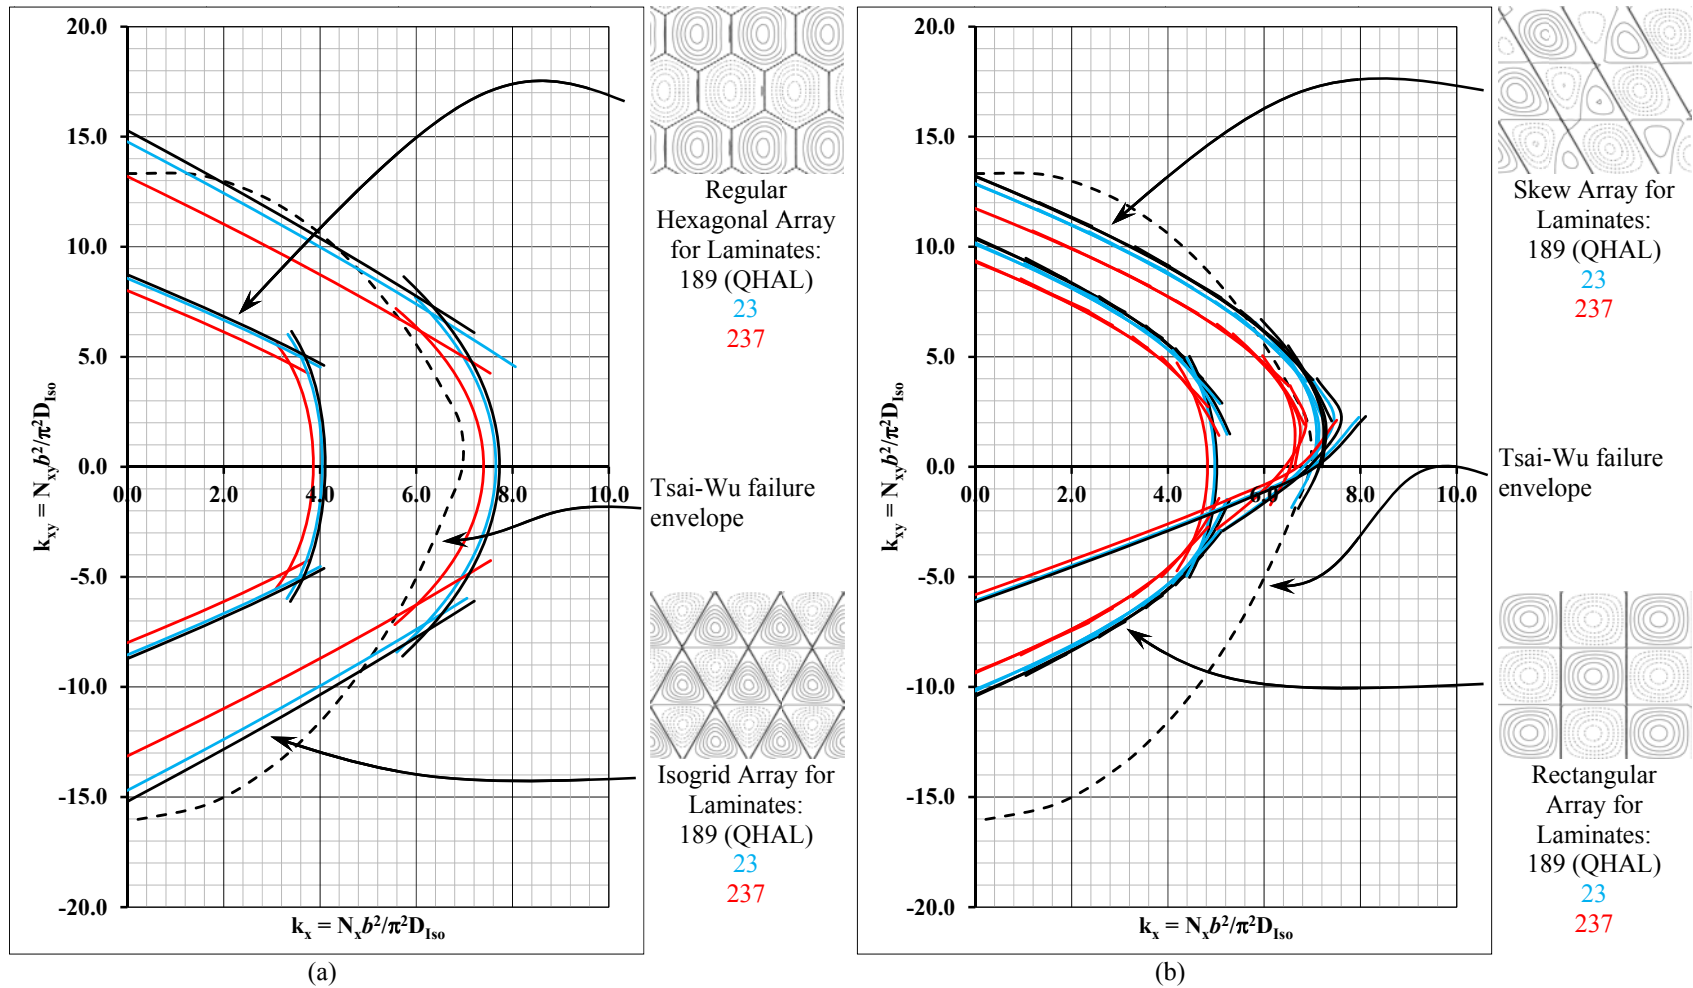 20.0
15.0
10.0
5.0
0.0
-5.0
-10.0
-15.0
-20.0
0.0 2.0 4.0 6.0 8.0 10.0
k_xy = N_xy b²/π²D_Iso
k_x = N_x b²/π²D_Iso
Regular
Hexagonal Array
for Laminates:
189 (QHAL)
23
237
Tsai-Wu failure
envelope
Isogrid Array for
Laminates:
189 (QHAL)
23
237
(a)
20.0
15.0
10.0
5.0
0.0
-5.0
-10.0
-15.0
-20.0
0.0 2.0 4.0 6.0 8.0 10.0
k_xy = N_xy b²/π²D_Iso
k_x = N_x b²/π²D_Iso
Skew Array for
Laminates:
189 (QHAL)
23
237
Tsai-Wu failure
envelope
Rectangular
Array for
Laminates:
189 (QHAL)
23
237
(b)